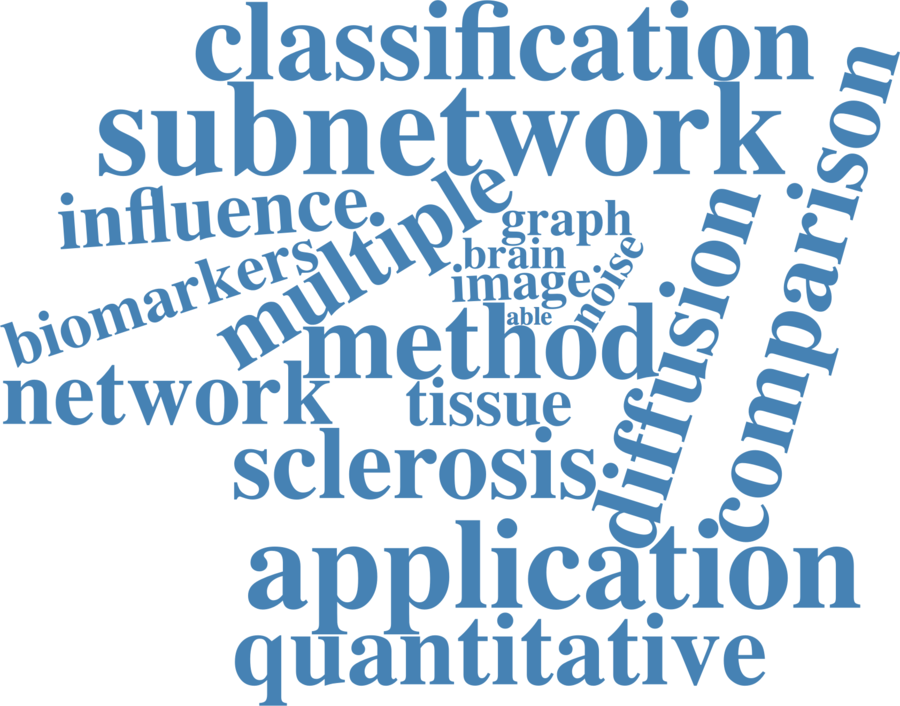 classification
subnetwork
comparison
influence
multiple
graph
brain
noise
diffusion
biomarkers
image
able
method
network
tissue
sclerosis
application
quantitative